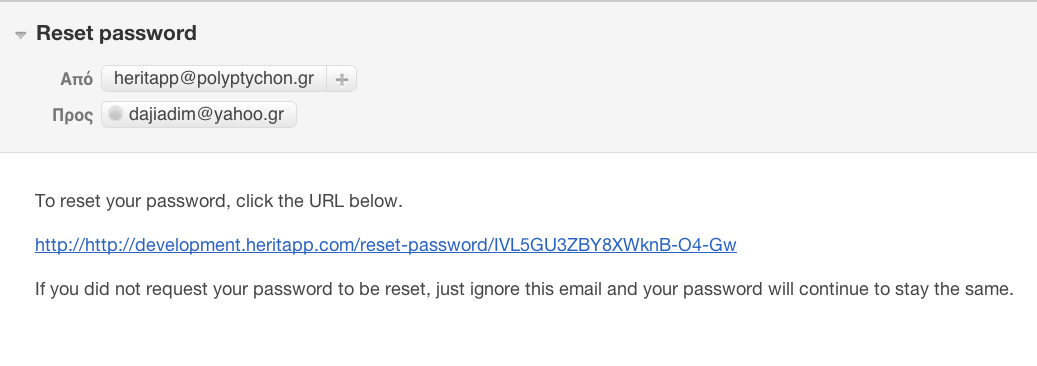 Reset password
Από heritapp@polyptychon.gr
Προς dajiadim@yahoo.gr
To reset your password, click the URL below.
http://http://development.heritapp.com/reset-password/IVL5GU3ZBY8XWknB-O4-Gw
If you did not request your password to be reset, just ignore this email and your password will continue to stay the same.